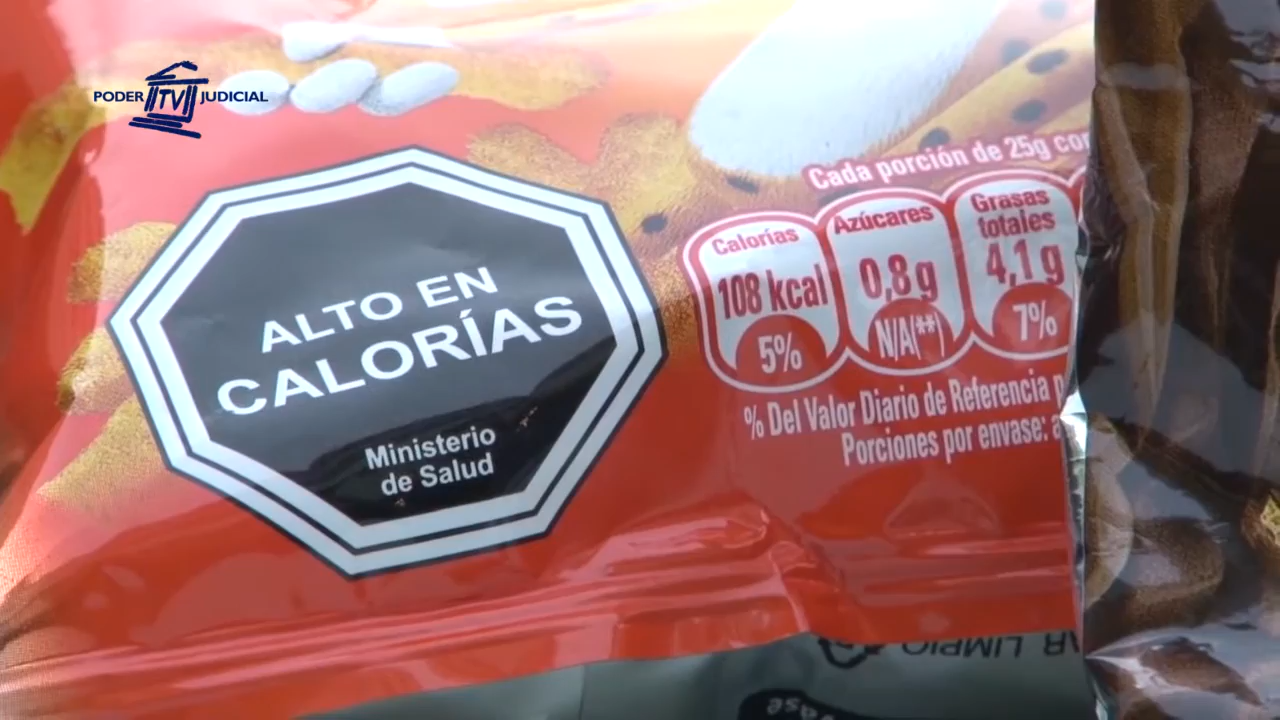 PODER TV JUDICIAL
ALTO EN
CALORÍAS
Ministerio
de Salud
Cada porción de 25g
Calorías
108 kcal
5%
Azúcares
0,8 g
N/A(**)
Grasas
totales
4,1 g
7%
% Del Valor Diario de Referencia
Porciones por envase:
LIMPIO